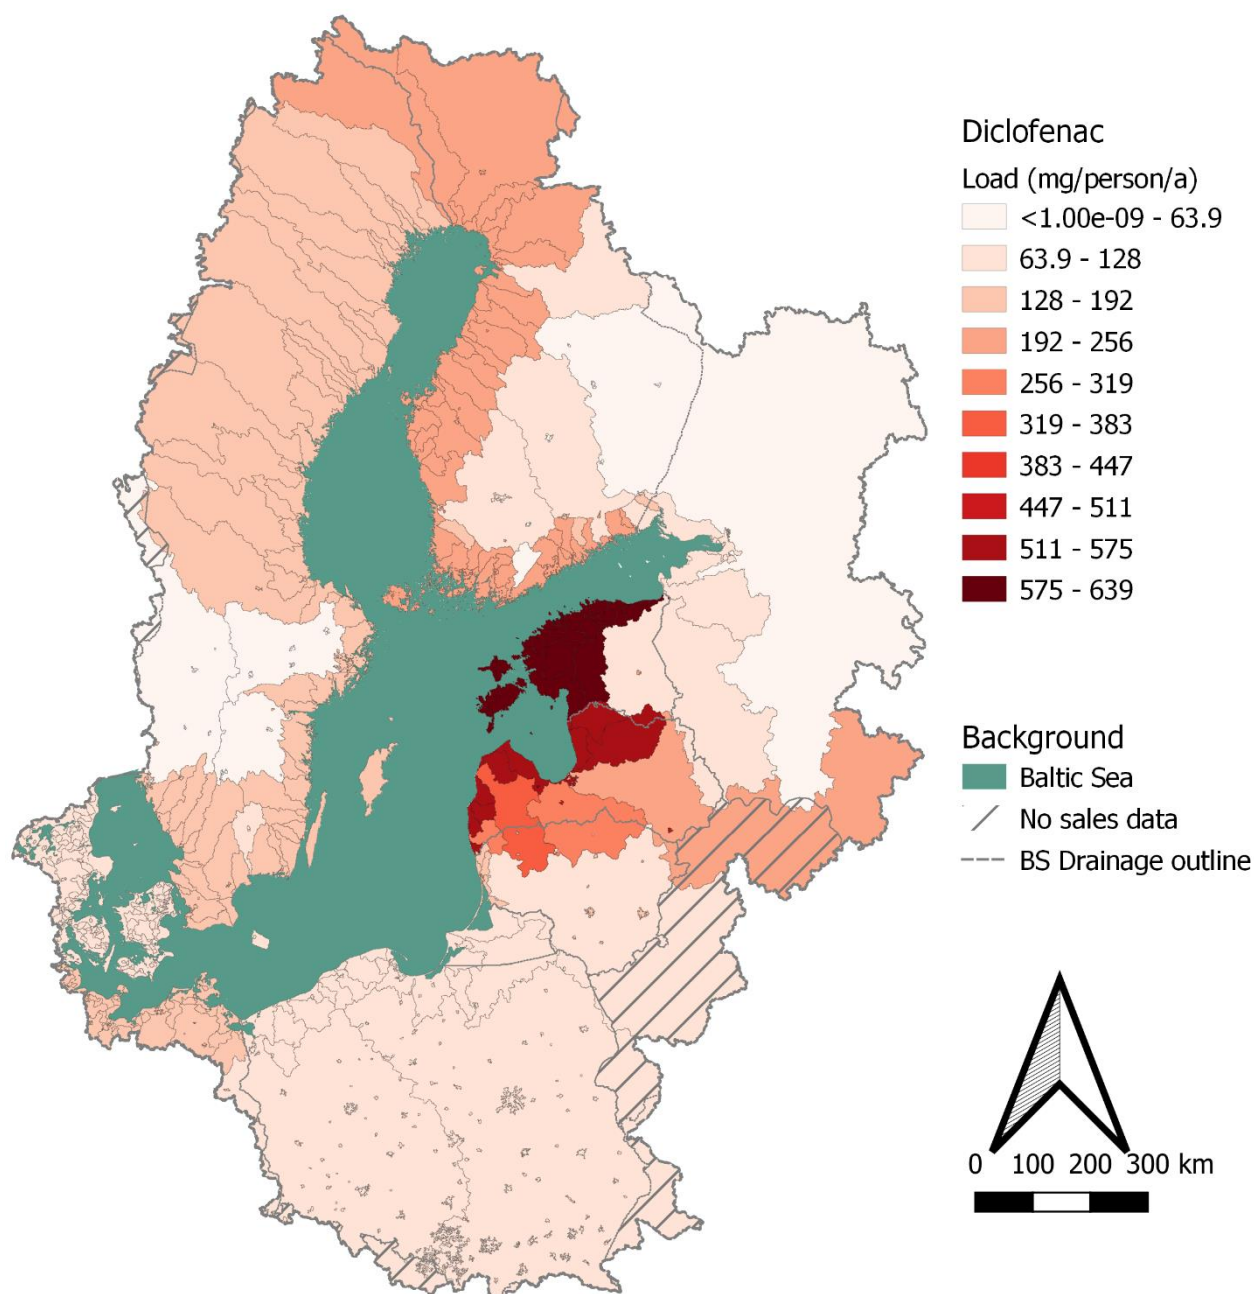 Diclofenac
Load (mg/person/a)
<1.00e-09 - 63.9
63.9 - 128
128 - 192
192 - 256
256 - 319
319 - 383
383 - 447
447 - 511
511 - 575
575 - 639
Background
Baltic Sea
No sales data
BS Drainage outline
0 100 200 300 km